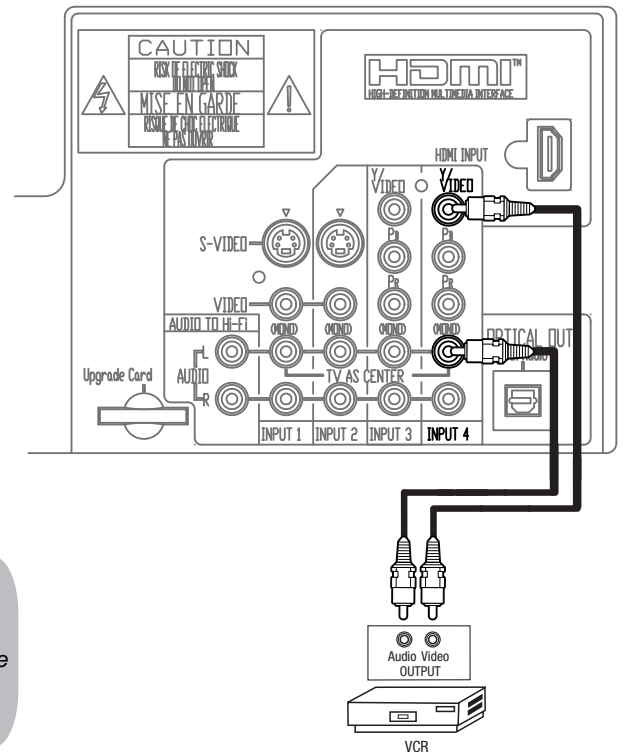 CAUTION
RISK OF ELECTRIC SHOCK
DO NOT OPEN
MISE EN GARDE
RISQUE DE CHOC ELECTRIQUE
NE PAS OUVRIR
HDMI™
HIGH-DEFINITION MULTIMEDIA INTERFACE
HDMI INPUT
Y/
VIDEO
Y/
VIDEO
PB
PB
S-VIDEO
PR
PR
VIDEO
AUDIO TO Hi-Fi
(MONO)
(MONO)
(MONO)
(MONO)
OPTICAL OUT
Audio
L
Upgrade Card
AUDIO
TV AS CENTER
R
INPUT 1
INPUT 2
INPUT 3
INPUT 4
e
Audio Video
OUTPUT
VCR